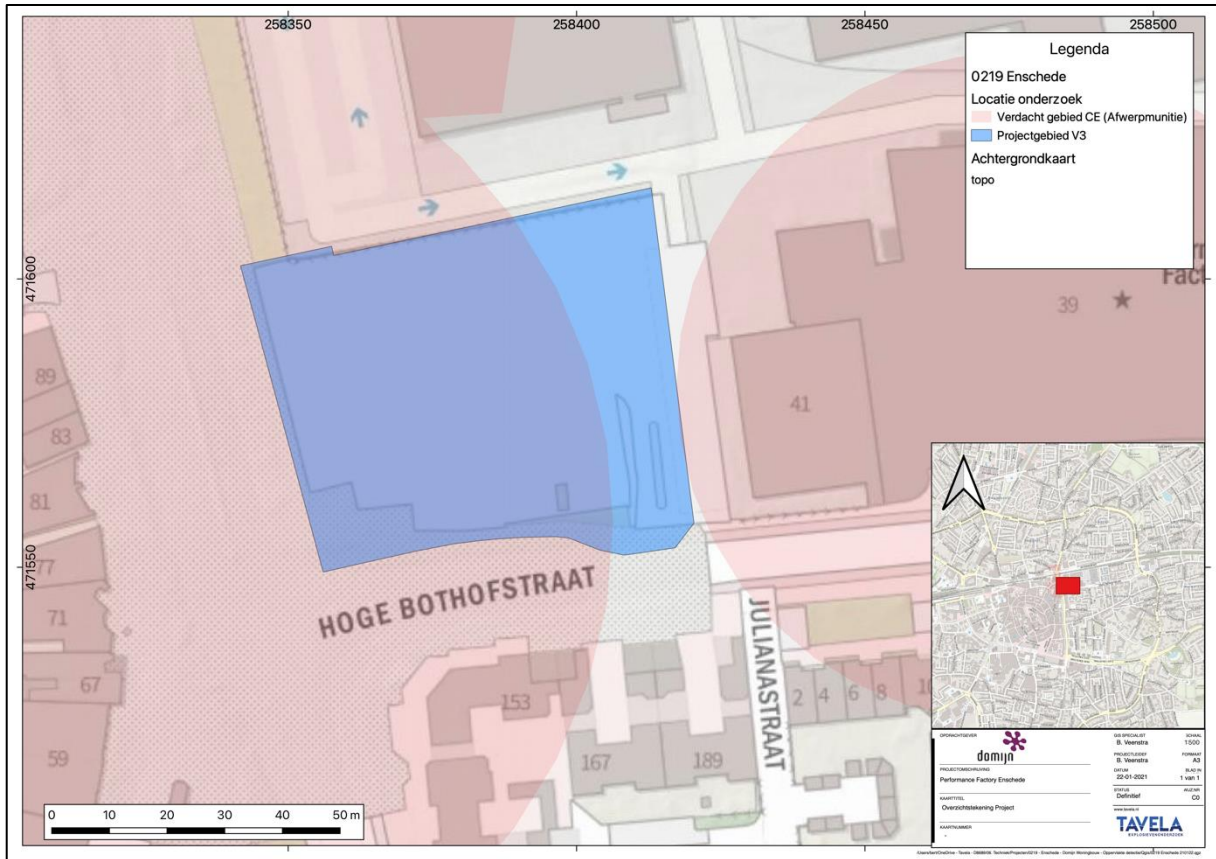 258350
258400
258450
258500
471600
471550
Legenda
0219 Enschede
Locatie onderzoek
Verdacht gebied CE (Afwerpmunitie)
Projectgebied V3
Achtergrondkaart
topo
39
41
89
83
81
77
71
67
59
HOGE BOTHOFSTRAAT
JULIANASTRAAT
153
167
189
2
4
6
8
0 10 20 30 40 50 m
OPDRACHTGEVER
domijn
PROJECTOMSCHRIJVING
Performance Factory Enschede
KAARTTITEL
Overzichtstekening Project
KAARTNUMMER
-
GIS SPECIALIST
B. Veenstra
SCHAAL
1:500
PROJECTLEIDER
B. Veenstra
FORMAAT
A3
DATUM
22-01-2021
BLAD IN
1 van 1
STATUS
Definitief
C0
www.tavela.nl
TAVELA
EXPLOSIEVENONDERZOEK